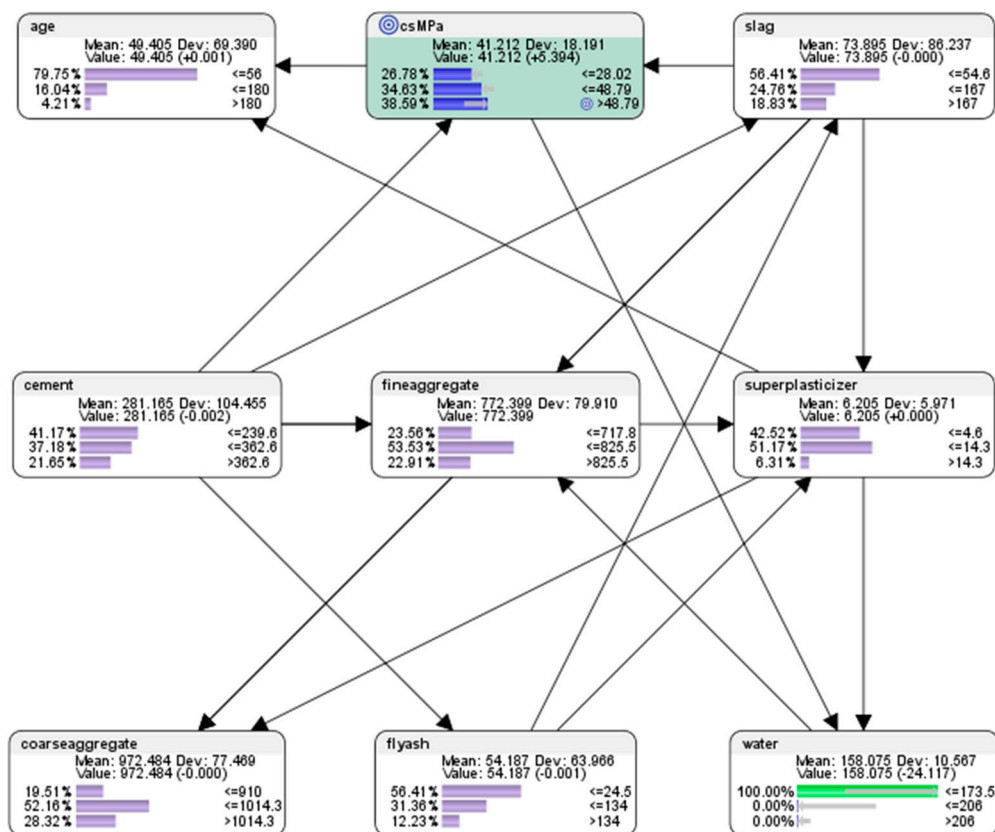 age
Mean: 49.405 Dev: 69.390
Value: 49.405 (+0.001)
79.75% <=56
16.04% <=180
4.21% >180
csMPa
Mean: 41.212 Dev: 18.191
Value: 41.212 (+5.394)
26.78% <=28.02
34.63% <=48.79
38.59% >48.79
slag
Mean: 73.895 Dev: 86.237
Value: 73.895 (-0.000)
56.41% <=54.6
24.76% <=167
18.83% >167
cement
Mean: 281.165 Dev: 104.455
Value: 281.165 (-0.002)
41.17% <=239.6
37.18% <=362.6
21.65% >362.6
fineaggregate
Mean: 772.399 Dev: 79.910
Value: 772.399
23.56% <=717.8
53.53% <=825.5
22.91% >825.5
superplasticizer
Mean: 6.205 Dev: 5.971
Value: 6.205 (+0.000)
42.52% <=4.6
51.17% <=14.3
6.31% >14.3
coarseaggregate
Mean: 972.484 Dev: 77.469
Value: 972.484 (-0.000)
19.51% <=910
52.16% <=1014.3
28.32% >1014.3
flyash
Mean: 54.187 Dev: 63.966
Value: 54.187 (-0.001)
56.41% <=24.5
31.36% <=134
12.23% >134
water
Mean: 158.075 Dev: 10.567
Value: 158.075 (-24.117)
100.00% <=173.5
0.00% <=206
0.00% >206